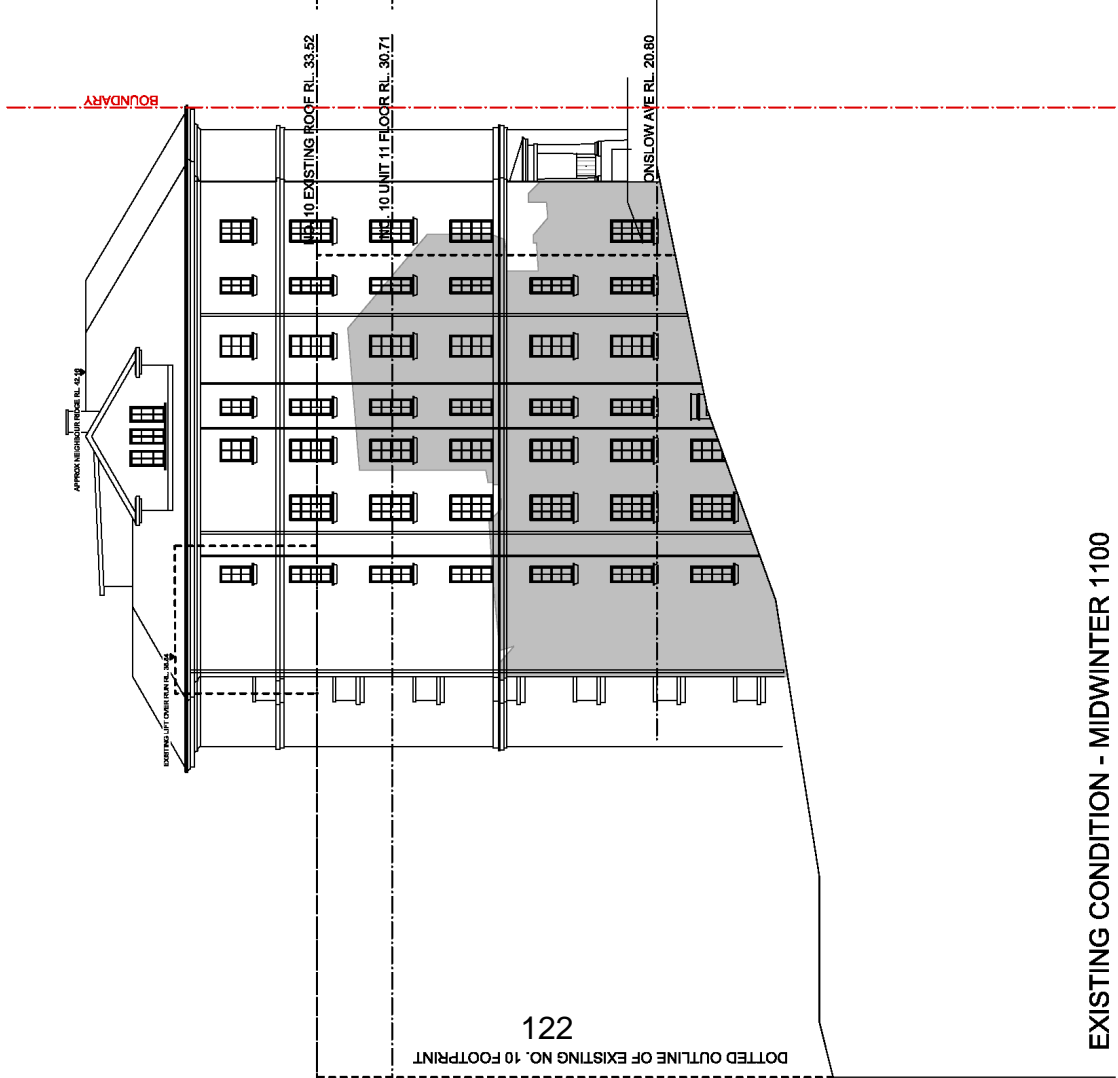 BOUNDARY
NO. 10 EXISTING ROOF RL. 33.52
NO. 10 UNIT 11 FLOOR RL. 30.71
ONSLOW AVE RL. 20.80
APPROX NEIGHBOUR RIDGE RL. 42.10
EXISTING LIFT OVER RUN RL.
122
DOTTED OUTLINE OF EXISTING NO. 10 FOOTPRINT
EXISTING CONDITION - MIDWINTER 1100